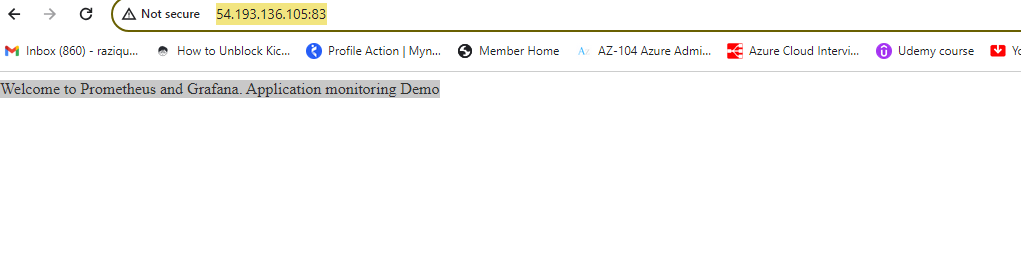 Not secure 54.193.136.105:83
Inbox (860) - raziqu... How to Unblock Kic... Profile Action | Myn... Member Home AZ-104 Azure Admi... Azure Cloud Intervi... Udemy course Yo
Welcome to Prometheus and Grafana. Application monitoring Demo